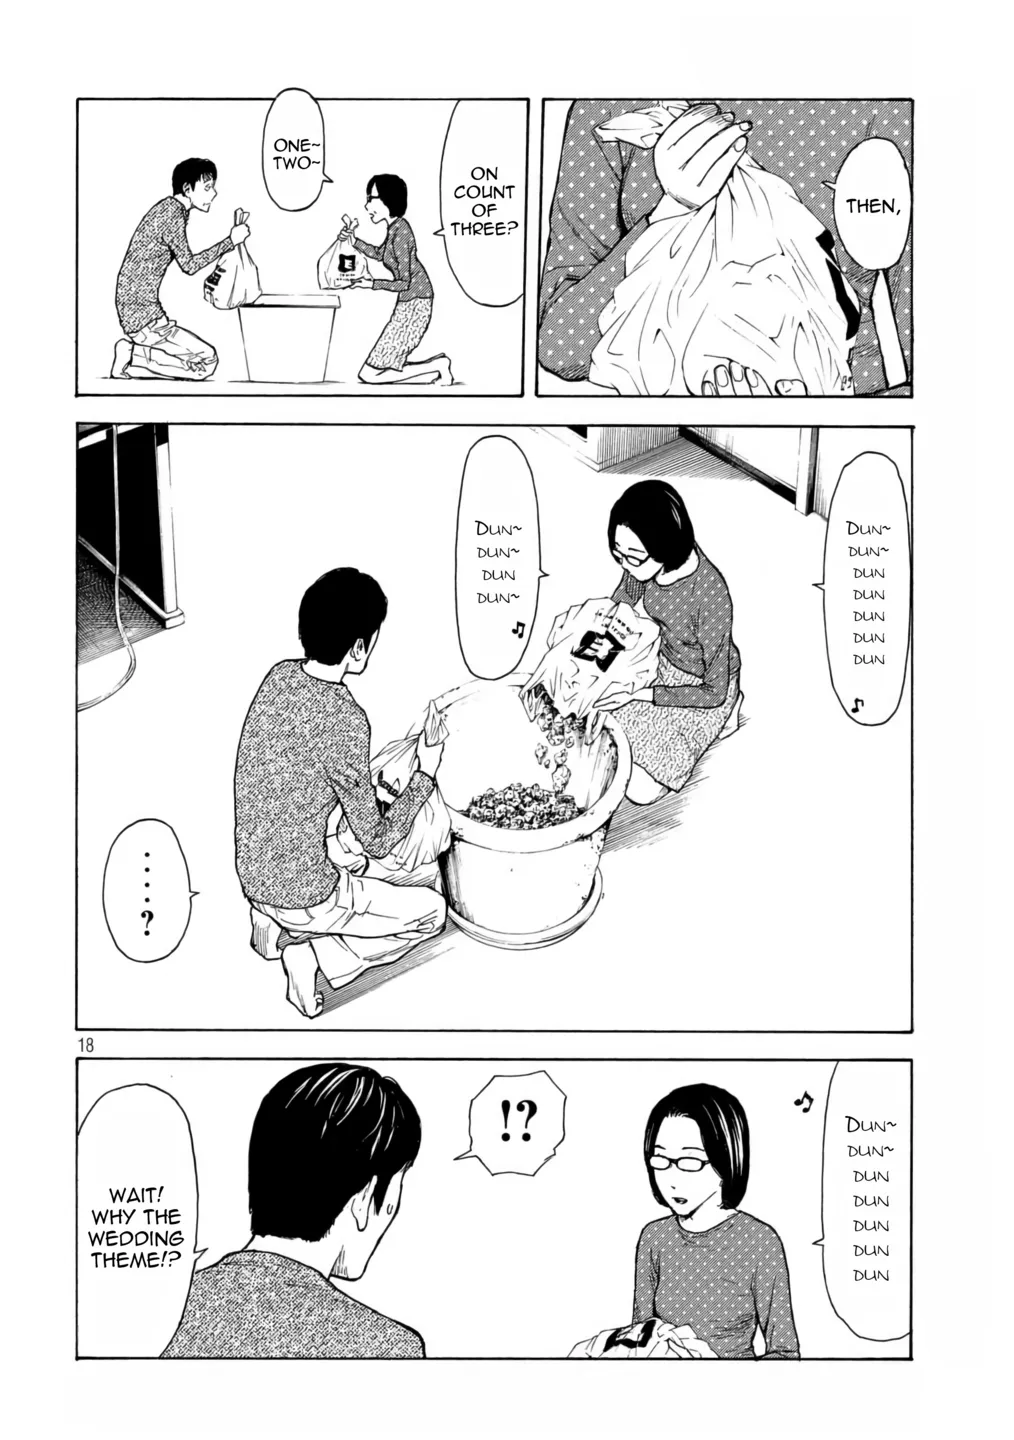 THEN,
ON
COUNT
OF
THREE?
ONE~
TWO~
DUN~
DUN~
DUN
DUN
DUN
DUN
DUN
DUN~
DUN~
DUN
DUN~
. . . . . ?
18
DUN~
DUN~
DUN
DUN
DUN
DUN
DUN
!?
WAIT!
WHY THE
WEDDING
THEME!?